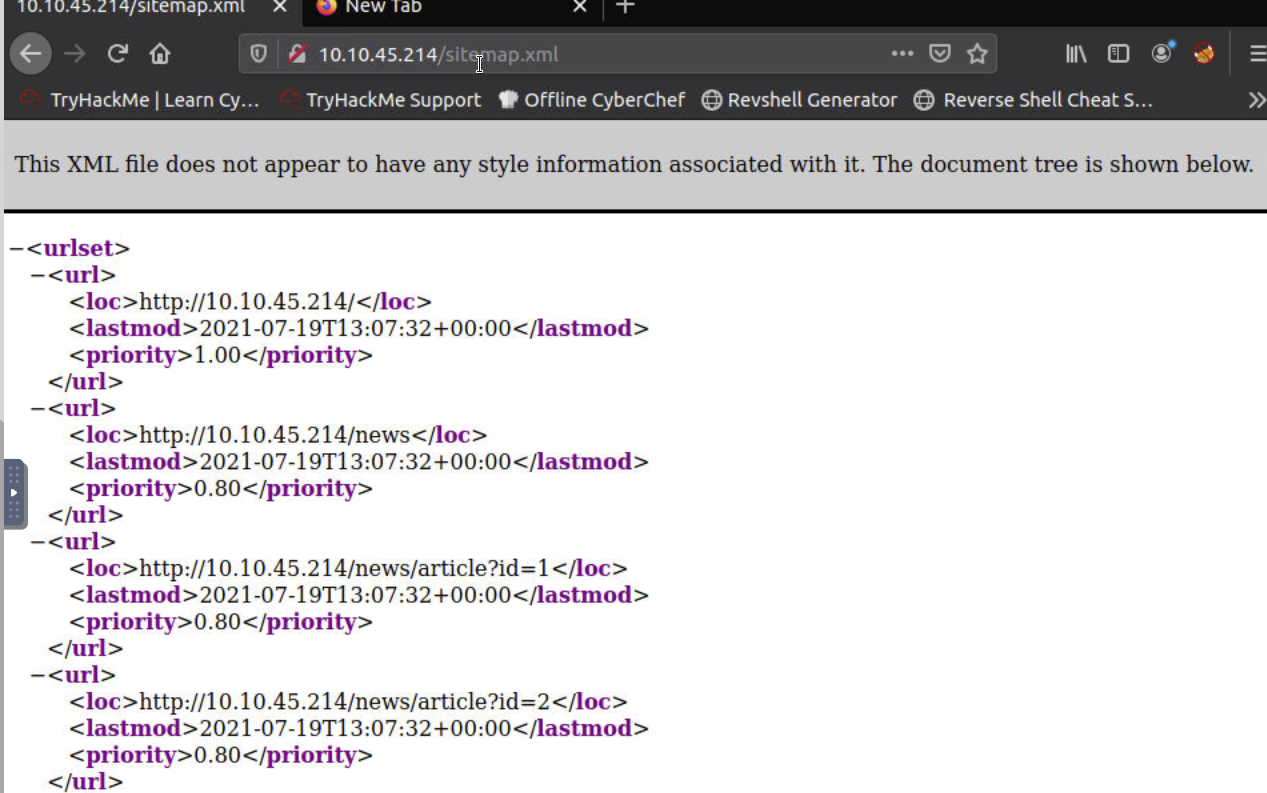 10.10.45.214/sitemap.xml × New Tab × +
10.10.45.214/sitemap.xml
TryHackMe | Learn Cy… TryHackMe Support Offline CyberChef Revshell Generator Reverse Shell Cheat S… »
This XML file does not appear to have any style information associated with it. The document tree is shown below.
−<urlset>
−<url>
<loc>http://10.10.45.214/</loc>
<lastmod>2021-07-19T13:07:32+00:00</lastmod>
<priority>1.00</priority>
</url>
−<url>
<loc>http://10.10.45.214/news</loc>
<lastmod>2021-07-19T13:07:32+00:00</lastmod>
<priority>0.80</priority>
</url>
−<url>
<loc>http://10.10.45.214/news/article?id=1</loc>
<lastmod>2021-07-19T13:07:32+00:00</lastmod>
<priority>0.80</priority>
</url>
−<url>
<loc>http://10.10.45.214/news/article?id=2</loc>
<lastmod>2021-07-19T13:07:32+00:00</lastmod>
<priority>0.80</priority>
</url>